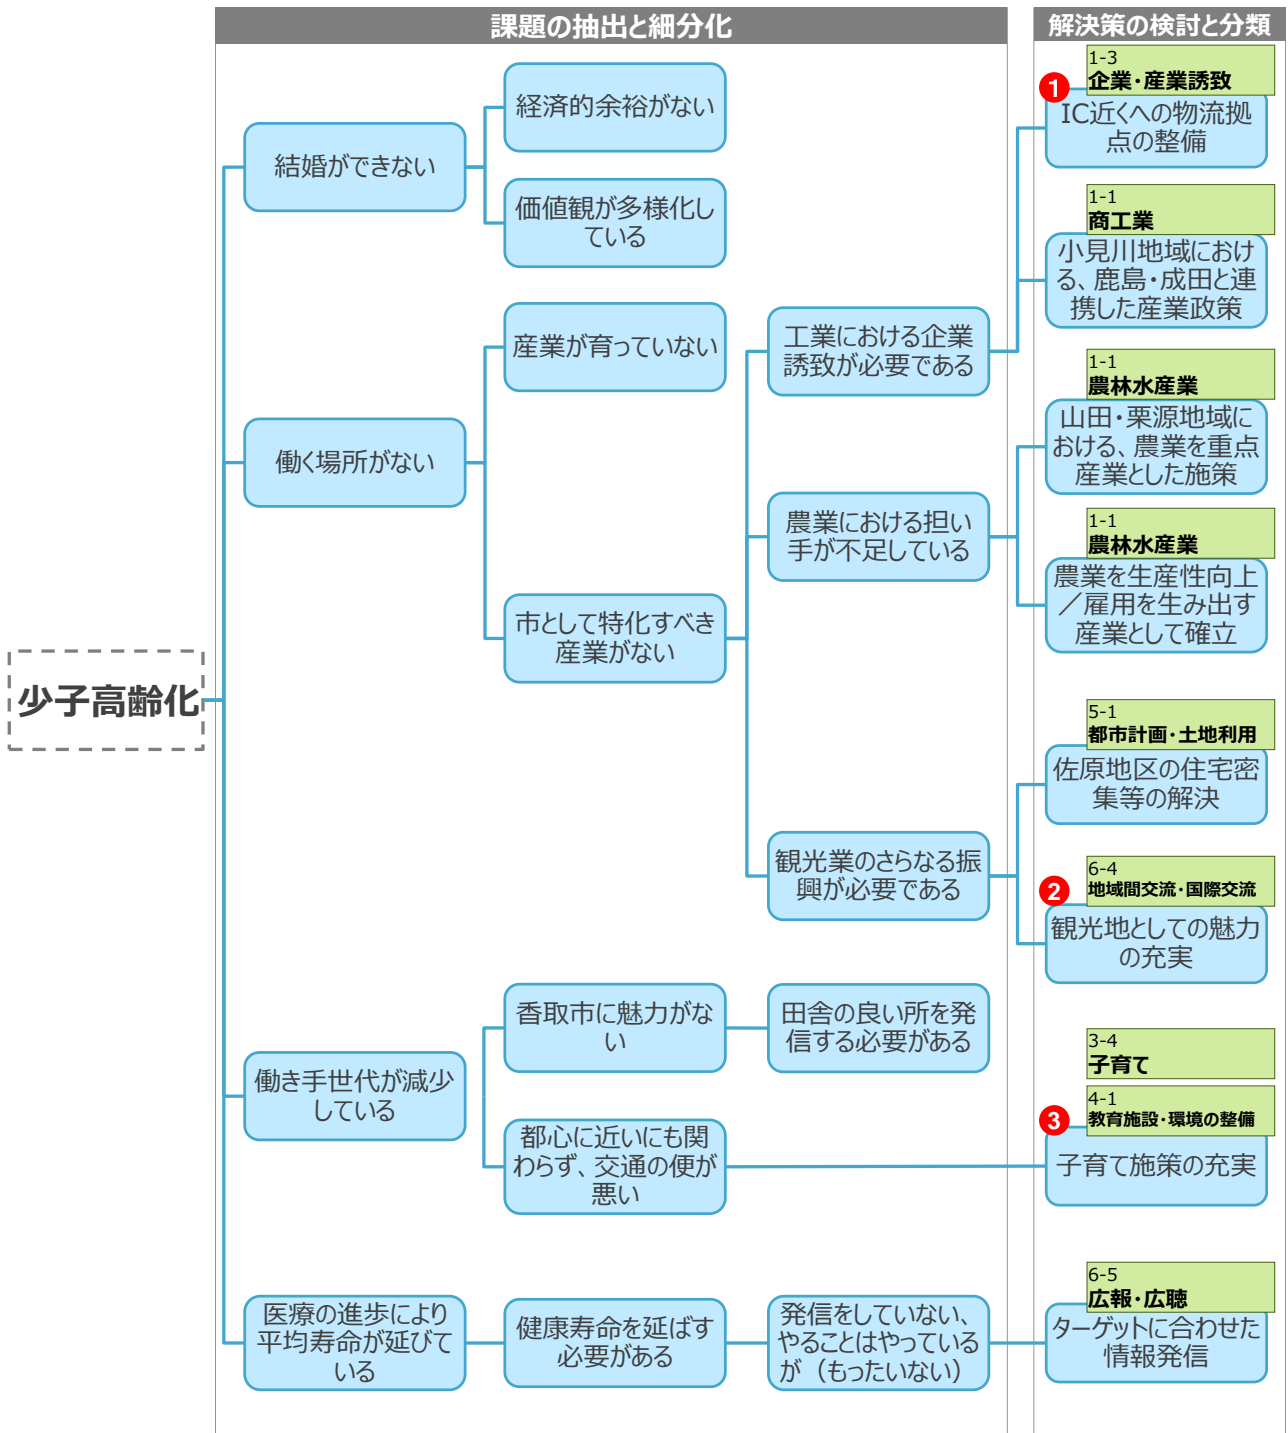 課題の抽出と細分化
解決策の検討と分類
少子高齢化
結婚ができない
経済的余裕がない
価値観が多様化し
ている
働く場所がない
産業が育っていない
市として特化すべき
産業がない
工業における企業
誘致が必要である
1
1-3
企業・産業誘致
IC近くへの物流拠
点の整備
1-1
商工業
小見川地域におけ
る、鹿島・成田と連
携した産業政策
農業における担い
手が不足している
1-1
農林水産業
山田・栗源地域に
おける、農業を重点
産業とした施策
1-1
農林水産業
農業を生産性向上
／雇用を生み出す
産業として確立
観光業のさらなる振
興が必要である
5-1
都市計画・土地利用
佐原地区の住宅密
集等の解決
2
6-4
地域間交流・国際交流
観光地としての魅力
の充実
働き手世代が減少
している
香取市に魅力がな
い
田舎の良い所を発
信する必要がある
都心に近いにも関
わらず、交通の便が
悪い
3-4
子育て
3
4-1
教育施設・環境の整備
子育て施策の充実
医療の進歩により
平均寿命が延びて
いる
健康寿命を延ばす
必要がある
発信をしていない、
やることはやっている
が（もったいない）
6-5
広報・広聴
ターゲットに合わせた
情報発信